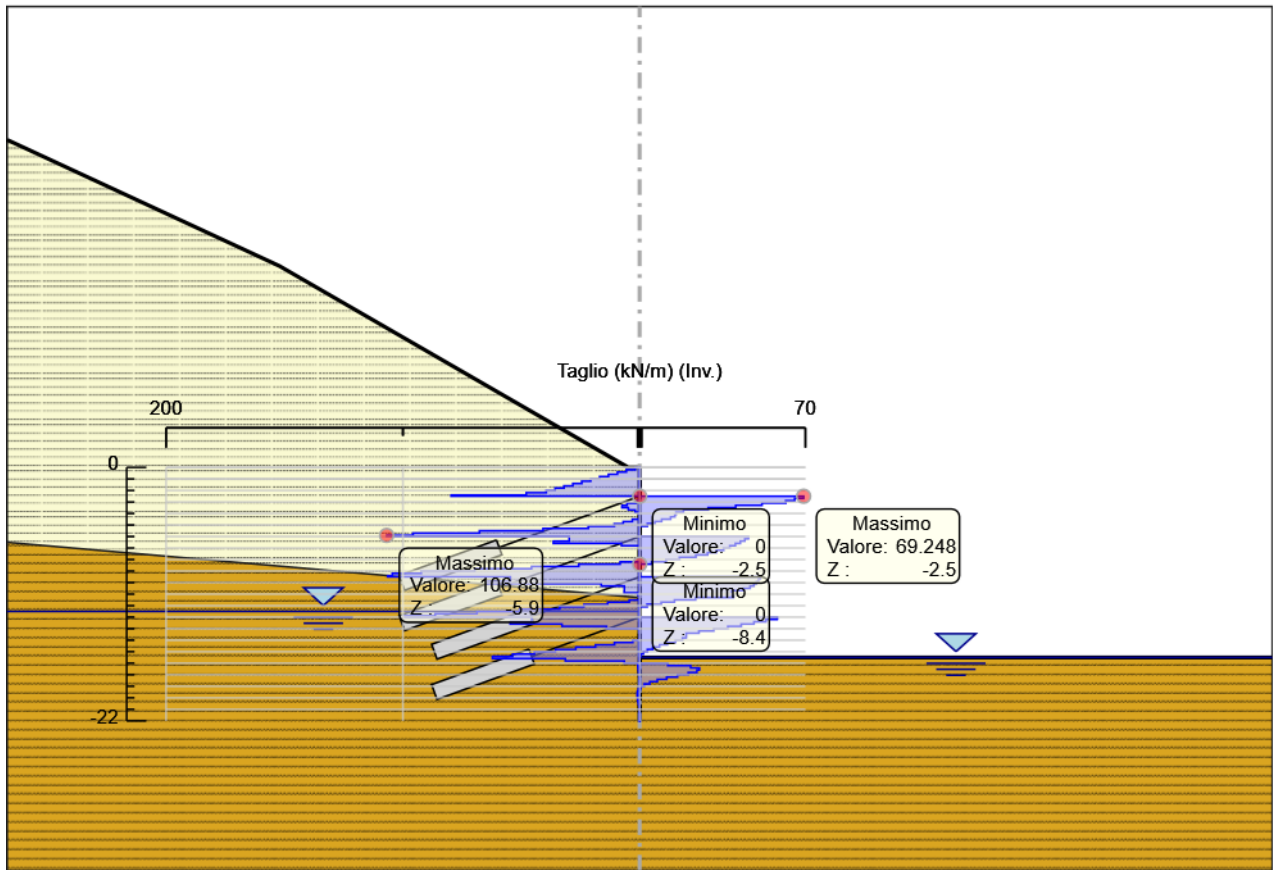 Taglio (kN/m) (Inv.)
200
70
0
Minimo
Valore: 0
Z : -2.5
Massimo
Valore: 69.248
Z : -2.5
Massimo
Valore: 106.88
Z : -5.9
Minimo
Valore: 0
Z : -8.4
-22